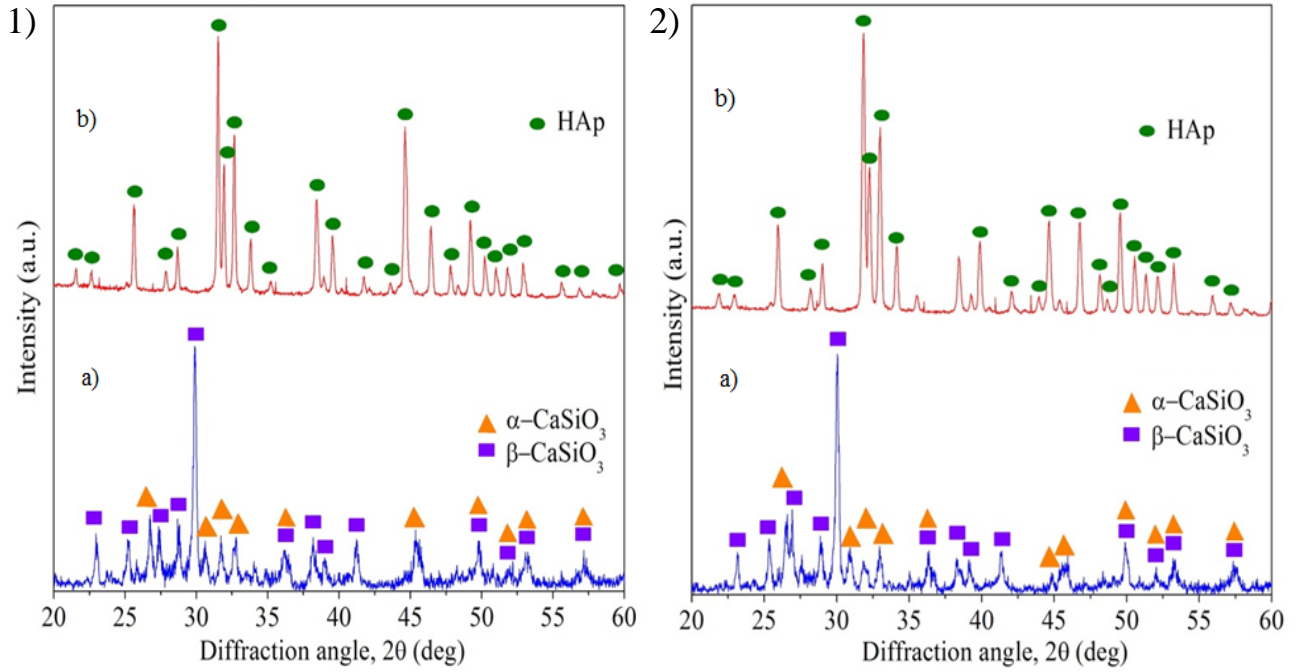 1)
b)
HAp
a)
α–CaSiO₃
β–CaSiO₃
Intensity (a.u.)
20 25 30 35 40 45 50 55 60
Diffraction angle, 2θ (deg)
2)
b)
HAp
a)
α–CaSiO₃
β–CaSiO₃
Intensity (a.u.)
20 25 30 35 40 45 50 55 60
Diffraction angle, 2θ (deg)